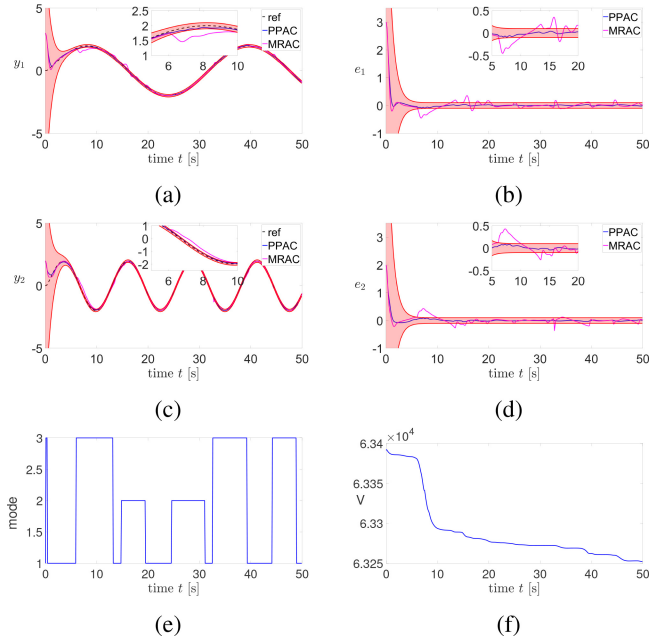 (a)
5
0
-5
y1
0 10 20 30 40 50
time t [s]
2.5
2
1.5
1
6 8 10
ref
PPAC
MRAC
(b)
3
2
1
0
-1
e1
0 10 20 30 40 50
time t [s]
0.5
0
-0.5
5 10 15 20
PPAC
MRAC
(c)
5
0
-5
y2
0 10 20 30 40 50
time t [s]
1
0
-1
-2
6 8 10
ref
PPAC
MRAC
(d)
3
2
1
0
-1
e2
0 10 20 30 40 50
time t [s]
0.5
0
-0.5
5 10 15 20
PPAC
MRAC
(e)
3
2.5
2
1.5
1
mode
0 10 20 30 40 50
time t [s]
(f)
6.34 ×10^4
6.335
V
6.33
6.325
0 10 20 30 40 50
time t [s]